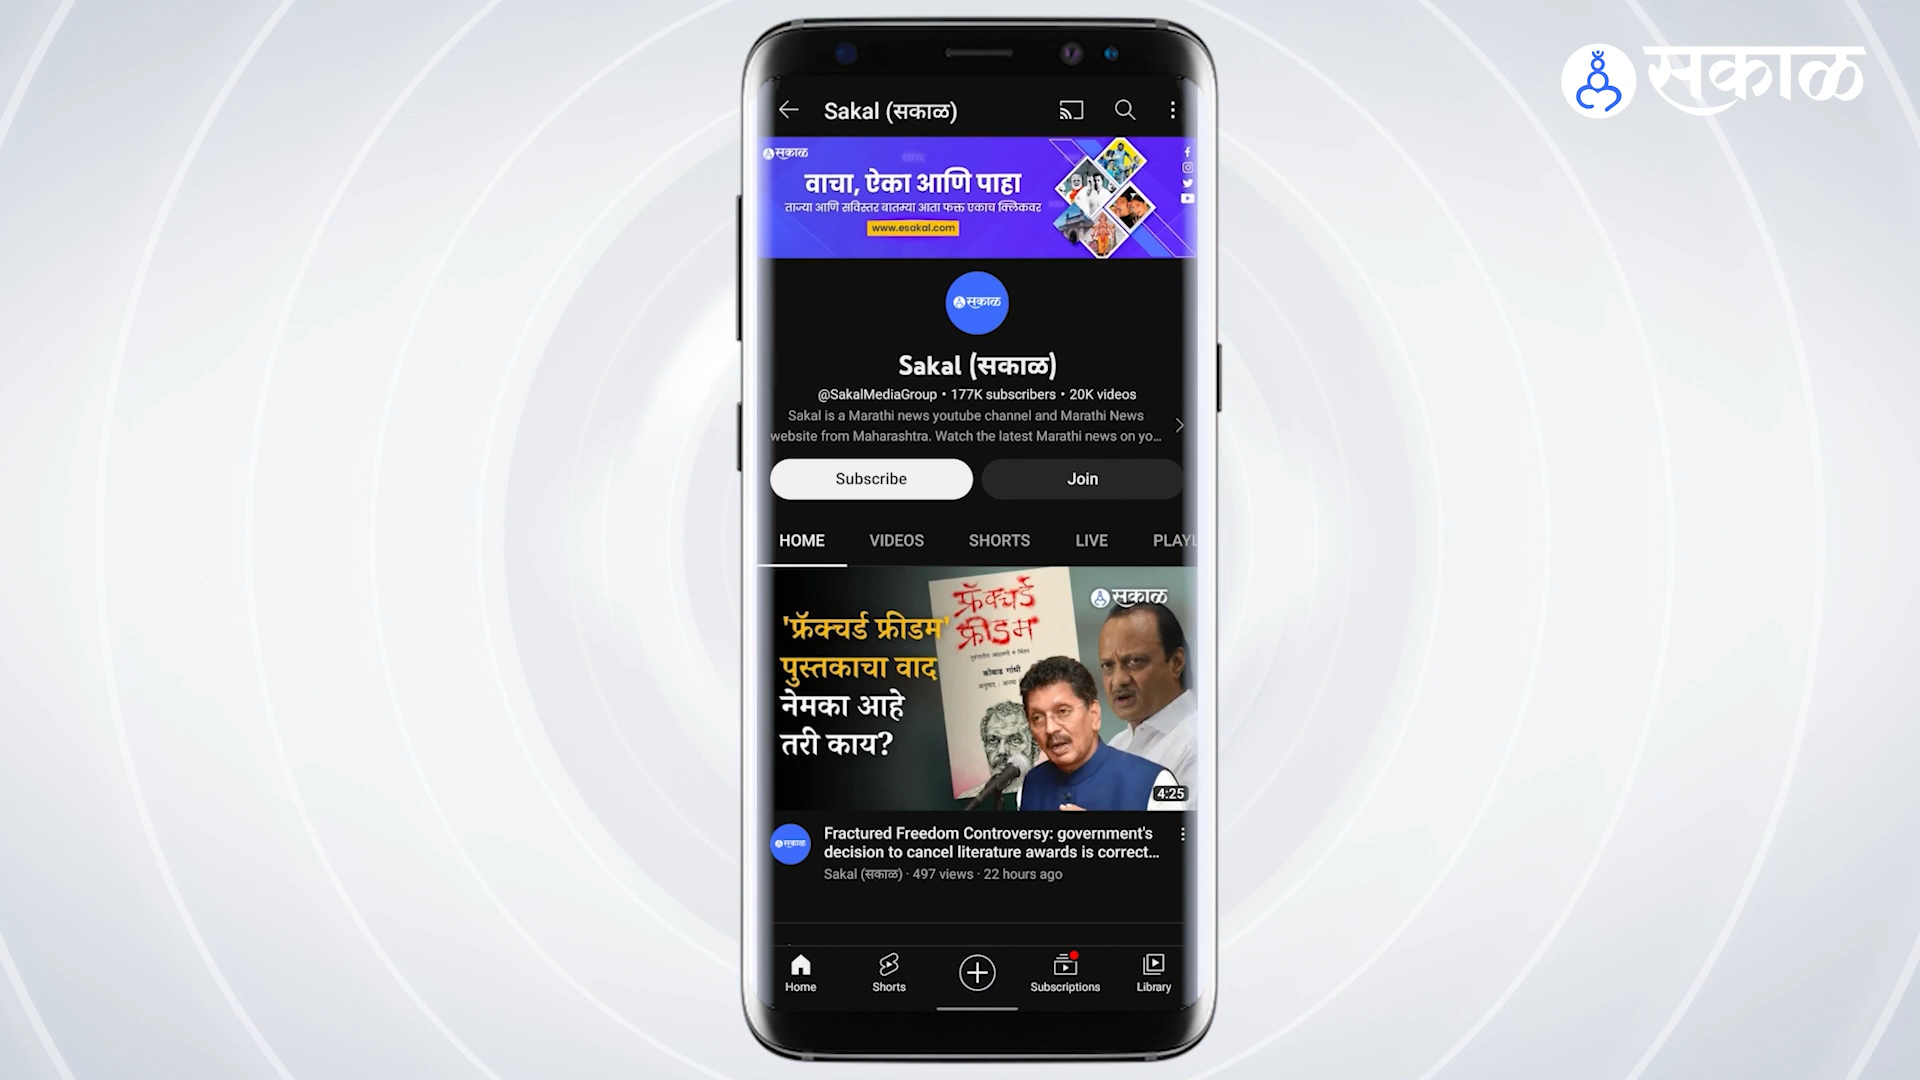 सकाळ
Sakal (सकाळ)
सकाळ
वाचा, ऐका आणि पाहा
ताज्या आणि सविस्तर बातम्या आता फक्त एकाच क्लिकवर
www.esakal.com
सकाळ
Sakal (सकाळ)
@SakalMediaGroup • 177K subscribers • 20K videos
Sakal is a Marathi news youtube channel and Marathi News
website from Maharashtra. Watch the latest Marathi news on yo...
Subscribe
Join
HOME VIDEOS SHORTS LIVE PLAYL
सकाळ
'फ्रॅक्चर्ड फ्रीडम'
पुस्तकाचा वाद
नेमका आहे
तरी काय?
फ्रॅक्चर्ड
फ्रीडम
कोबाड गांधी
4:25
सकाळ
Fractured Freedom Controversy: government's
decision to cancel literature awards is correct...
Sakal (सकाळ) · 497 views · 22 hours ago
Home Shorts Subscriptions Library